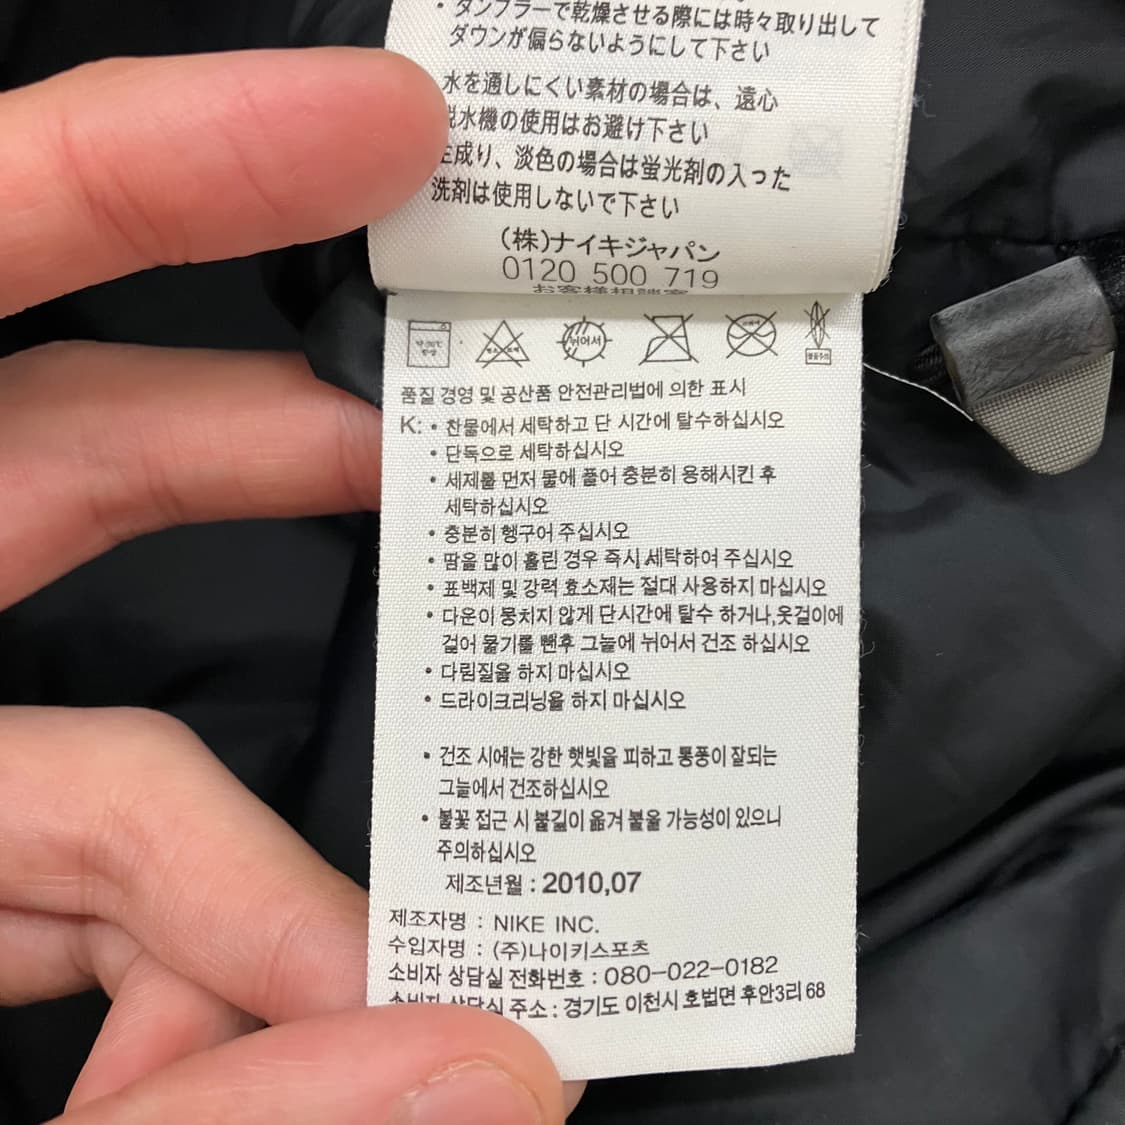 ・タンブラーで乾燥させる際には時々取り出して
ダウンが偏らないようにして下さい
水を通しにくい素材の場合は、遠心
脱水機の使用はお避け下さい
生成り、淡色の場合は蛍光剤の入った
洗剤は使用しないで下さい
(株)ナイキジャパン
0120 500 719
お客様相談室
뉘어서
품질 경영 및 공산품 안전관리법에 의한 표시
K: • 찬물에서 세탁하고 단 시간에 탈수하십시오
• 단독으로 세탁하십시오
• 세제를 먼저 물에 풀어 충분히 용해시킨 후
세탁하십시오
• 충분히 헹구어 주십시오
• 땀을 많이 흘린 경우 즉시 세탁하여 주십시오
• 표백제 및 강력 효소재는 절대 사용하지 마십시오
• 다운이 뭉치지 않게 단시간에 탈수 하거나,옷걸이에
걸어 물기를 뺀후 그늘에 뉘어서 건조 하십시오
• 다림질을 하지 마십시오
• 드라이크리닝을 하지 마십시오
• 건조 시에는 강한 햇빛을 피하고 통풍이 잘되는
그늘에서 건조하십시오
• 불꽃 접근 시 불길이 옮겨 붙을 가능성이 있으니
주의하십시오
제조년월 : 2010,07
제조자명 : NIKE INC.
수입자명 : (주)나이키스포츠
소비자 상담실 전화번호 : 080-022-0182
소비자 상담실 주소 : 경기도 이천시 호법면 후안3리 68